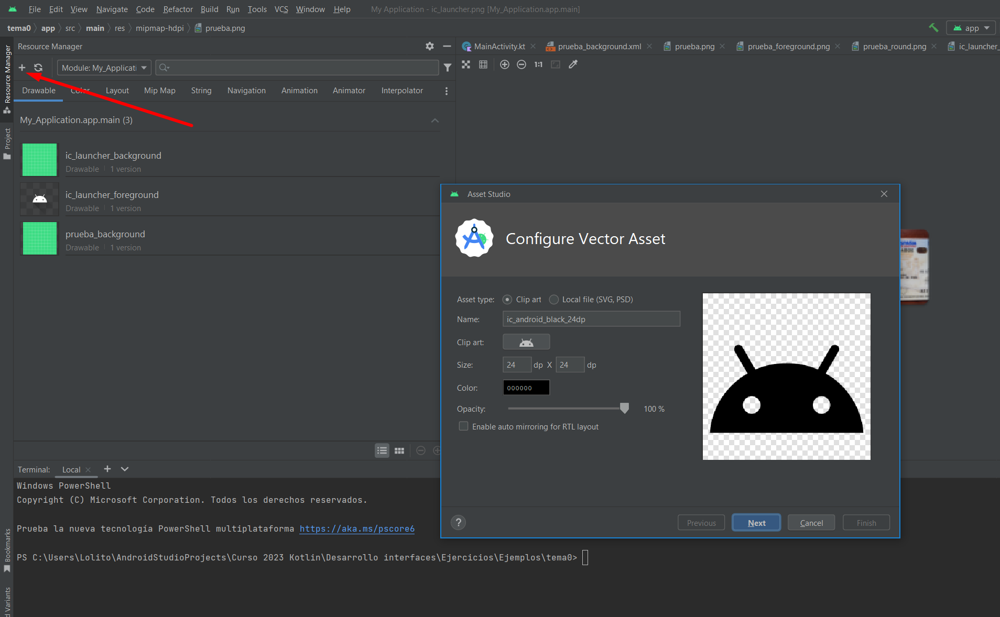 File Edit View Navigate Code Refactor Build Run Tools VCS Window Help My Application - ic_launcher.png [My_Application.app.main]
tema0 app src main res mipmap-hdpi prueba.png app
Resource Manager
MainActivity.kt prueba_background.xml prueba.png prueba_foreground.png prueba_round.png ic_launcher_
Module: My_Applicati
1:1
Drawable Color Layout Mip Map String Navigation Animation Animator Interpolator
My_Application.app.main (3)
ic_launcher_background
Drawable 1 version
ic_launcher_foreground
Drawable 1 version
prueba_background
Drawable 1 version
Resource Manager
Project
Bookmarks
d Variants
Asset Studio
Configure Vector Asset
Asset type: Clip art Local file (SVG, PSD)
Name: ic_android_black_24dp
Clip art:
Size: 24 dp X 24 dp
Color: 000000
Opacity: 100 %
Enable auto mirroring for RTL layout
? Previous Next Cancel Finish
Terminal: Local
Windows PowerShell
Copyright (C) Microsoft Corporation. Todos los derechos reservados.
Prueba la nueva tecnología PowerShell multiplataforma https://aka.ms/pscore6
PS C:\Users\Lolito\AndroidStudioProjects\Curso 2023 Kotlin\Desarrollo interfaces\Ejercicios\Ejemplos\tema0>